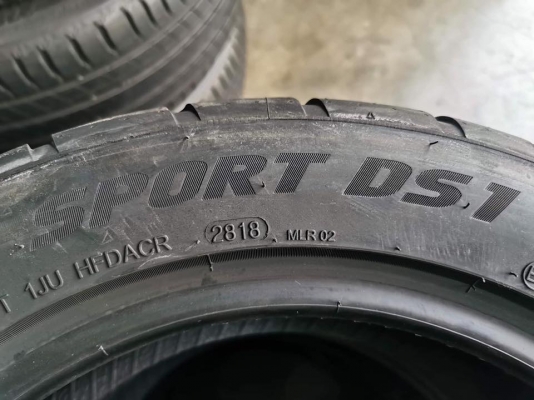 SPORT DS1
T 1JU HFDACR 2818 MLR 02